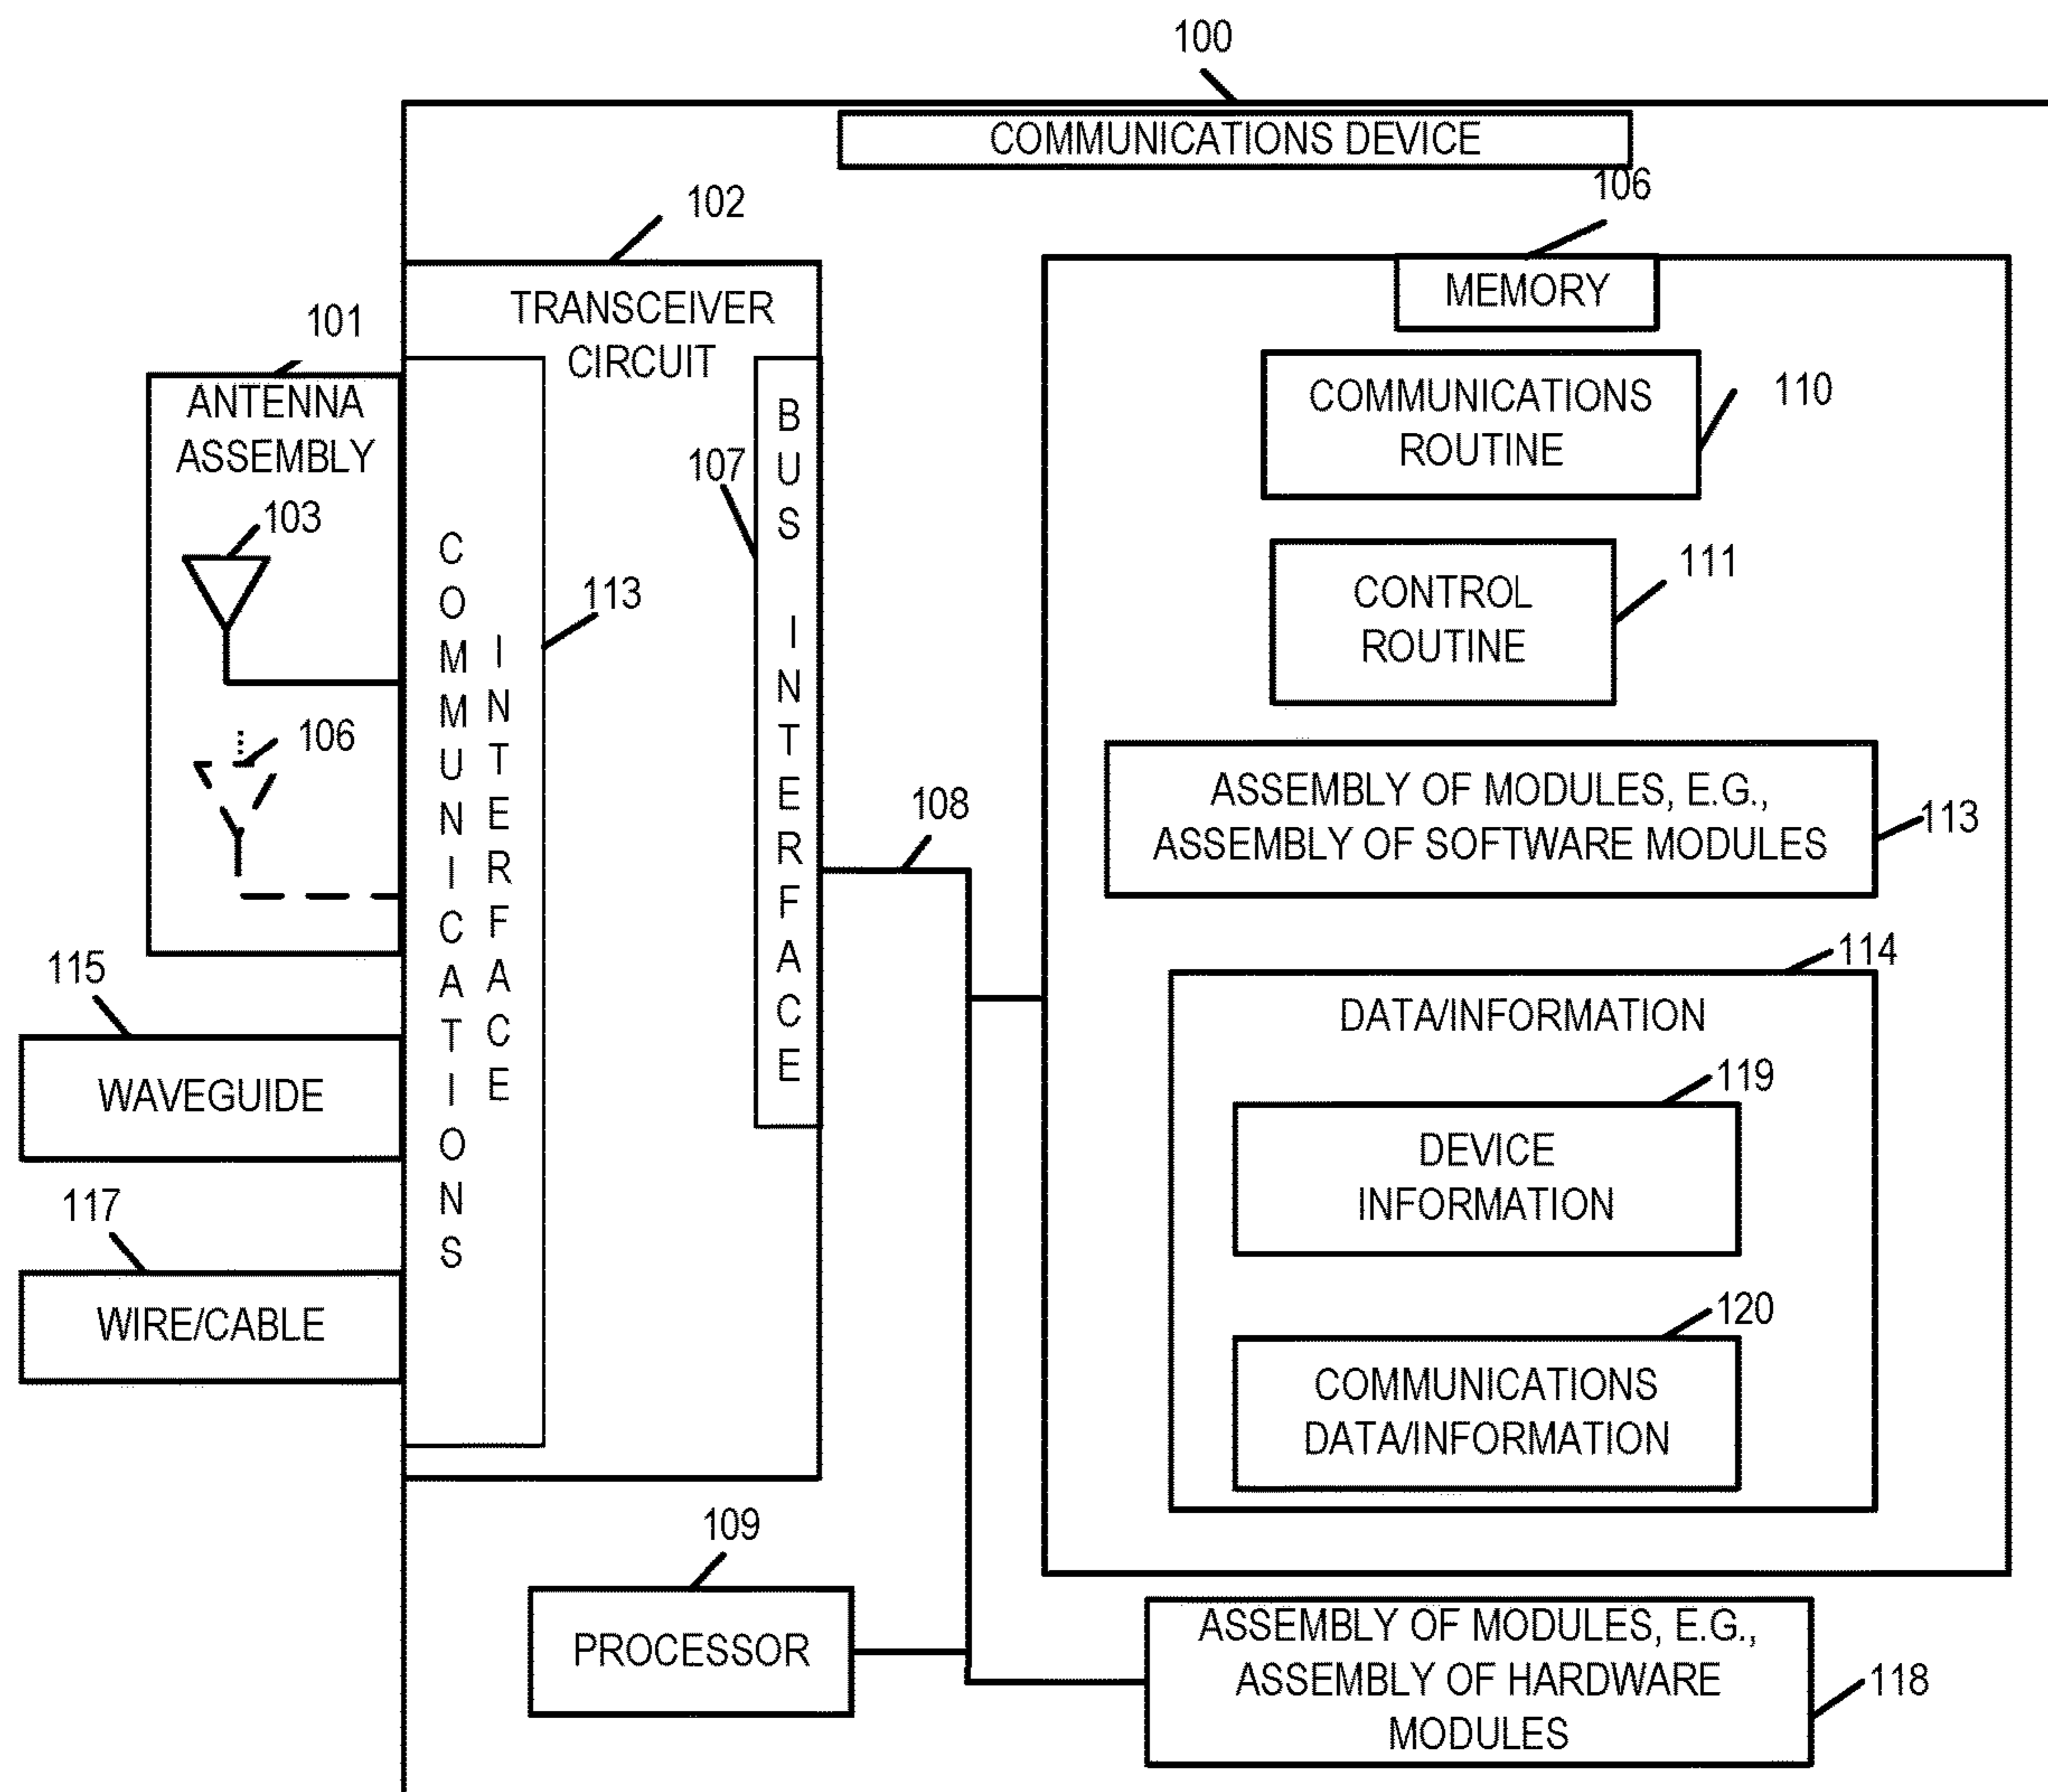 100
COMMUNICATIONS DEVICE
106
102
MEMORY
TRANSCEIVER
CIRCUIT
101
ANTENNA
ASSEMBLY
103
106
COMMUNICATIONS
INTERFACE
113
107
BUS INTERFACE
108
COMMUNICATIONS
ROUTINE
110
CONTROL
ROUTINE
111
ASSEMBLY OF MODULES, E.G.,
ASSEMBLY OF SOFTWARE MODULES
113
114
DATA/INFORMATION
119
DEVICE
INFORMATION
120
COMMUNICATIONS
DATA/INFORMATION
115
WAVEGUIDE
117
WIRE/CABLE
109
PROCESSOR
ASSEMBLY OF MODULES, E.G.,
ASSEMBLY OF HARDWARE
MODULES
118